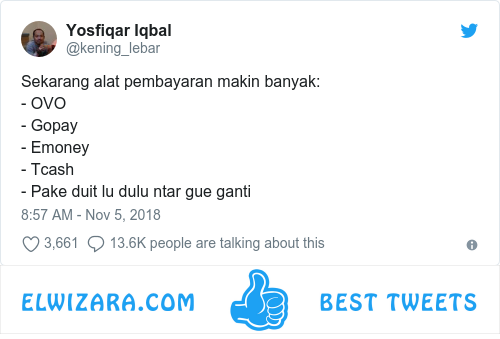 Yosfiqar Iqbal
@kening_lebar
Sekarang alat pembayaran makin banyak:
- OVO
- Gopay
- Emoney
- Tcash
- Pake duit lu dulu ntar gue ganti
8:57 AM - Nov 5, 2018
3,661 13.6K people are talking about this
ELWIZARA.COM BEST TWEETS